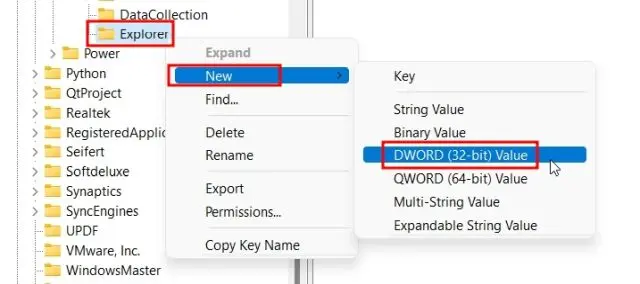 DataCollection
Explorer
Power
Python
QtProject
Realtek
RegisteredApplic
Seifert
Softdeluxe
Synaptics
SyncEngines
UPDF
VMware, Inc.
WindowsMaster
Expand
New
Find...
Delete
Rename
Export
Permissions...
Copy Key Name
Key
String Value
Binary Value
DWORD (32-bit) Value
QWORD (64-bit) Value
Multi-String Value
Expandable String Value